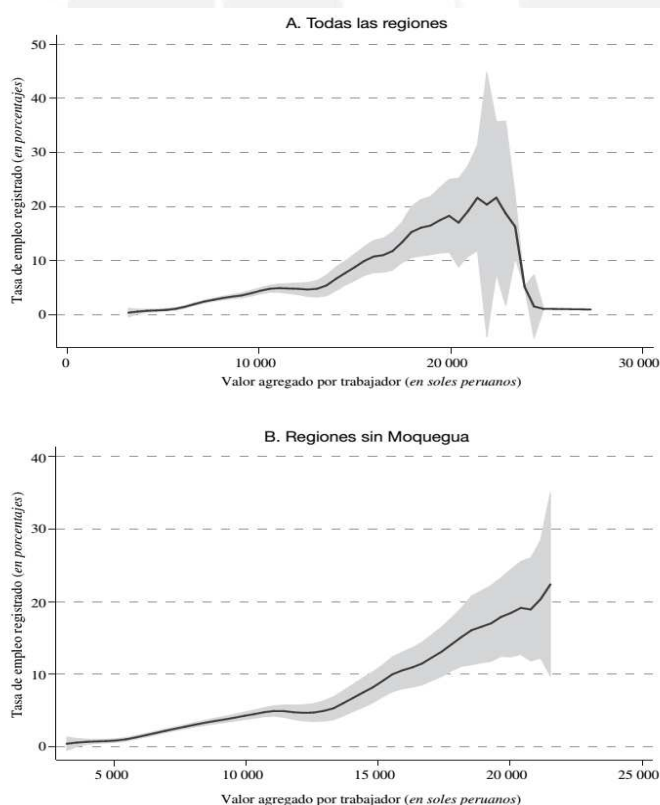 A. Todas las regiones
Tasa de empleo registrado (en porcentajes)
50
40
30
20
10
0
0 10 000 20 000 30 000
Valor agregado por trabajador (en soles peruanos)
B. Regiones sin Moquegua
Tasa de empleo registrado (en porcentajes)
40
30
20
10
0
5 000 10 000 15 000 20 000 25 000
Valor agregado por trabajador (en soles peruanos)